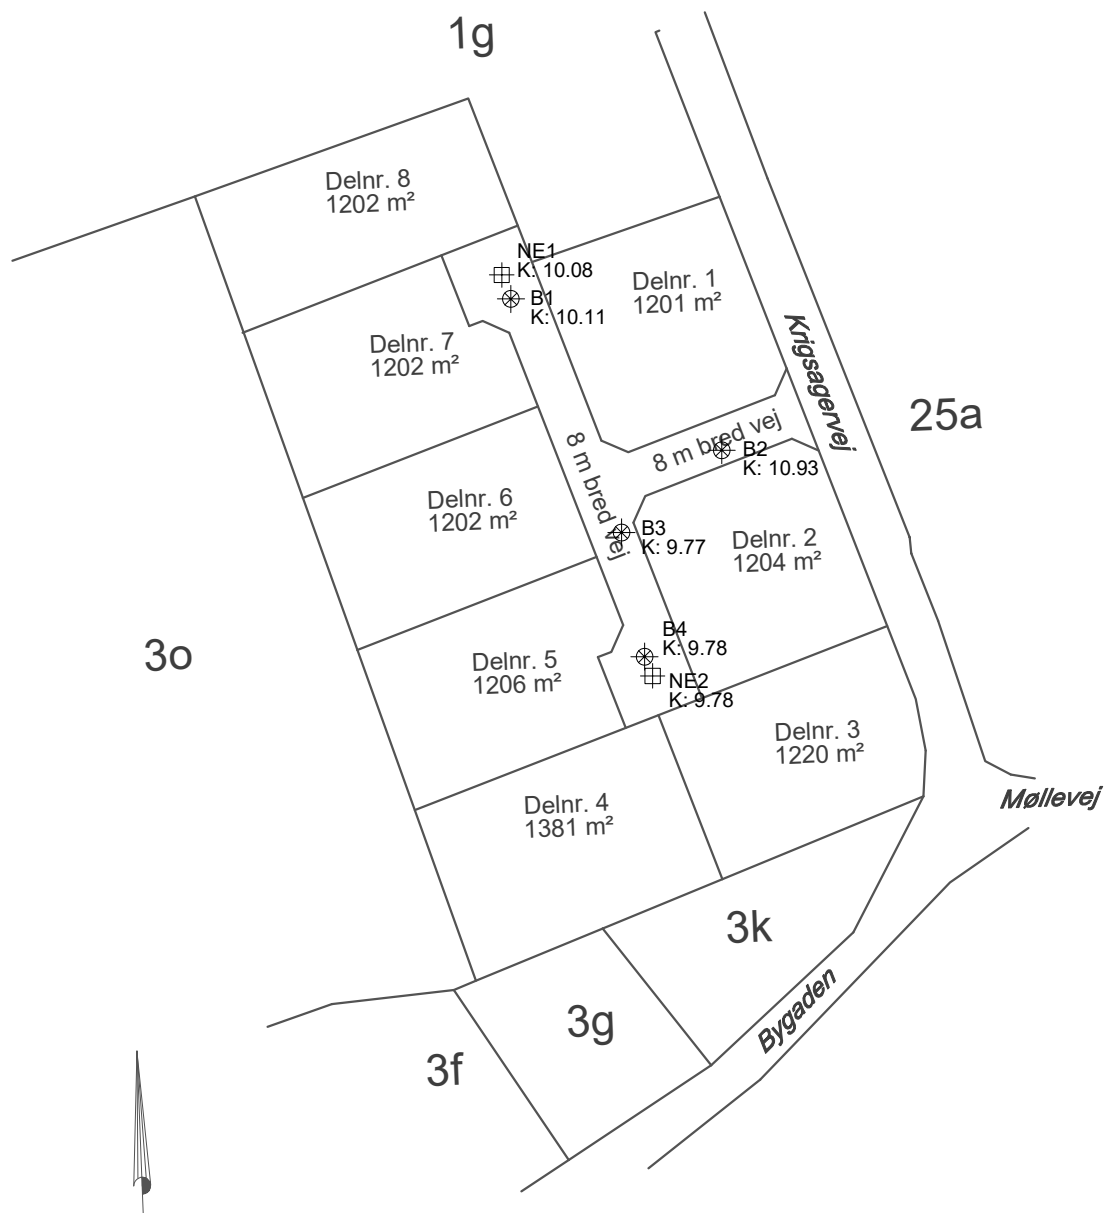 1g
Delnr. 8
1202 m²
NE1
K: 10.08
B1
K: 10.11
Delnr. 1
1201 m²
Krigsagervej
Delnr. 7
1202 m²
25a
8 m bred vej
B2
K: 10.93
8 m bred vej
Delnr. 6
1202 m²
B3
K: 9.77
Delnr. 2
1204 m²
3o
B4
K: 9.78
Delnr. 5
1206 m²
NE2
K: 9.78
Delnr. 3
1220 m²
Møllevej
Delnr. 4
1381 m²
3k
3g
Bygaden
3f